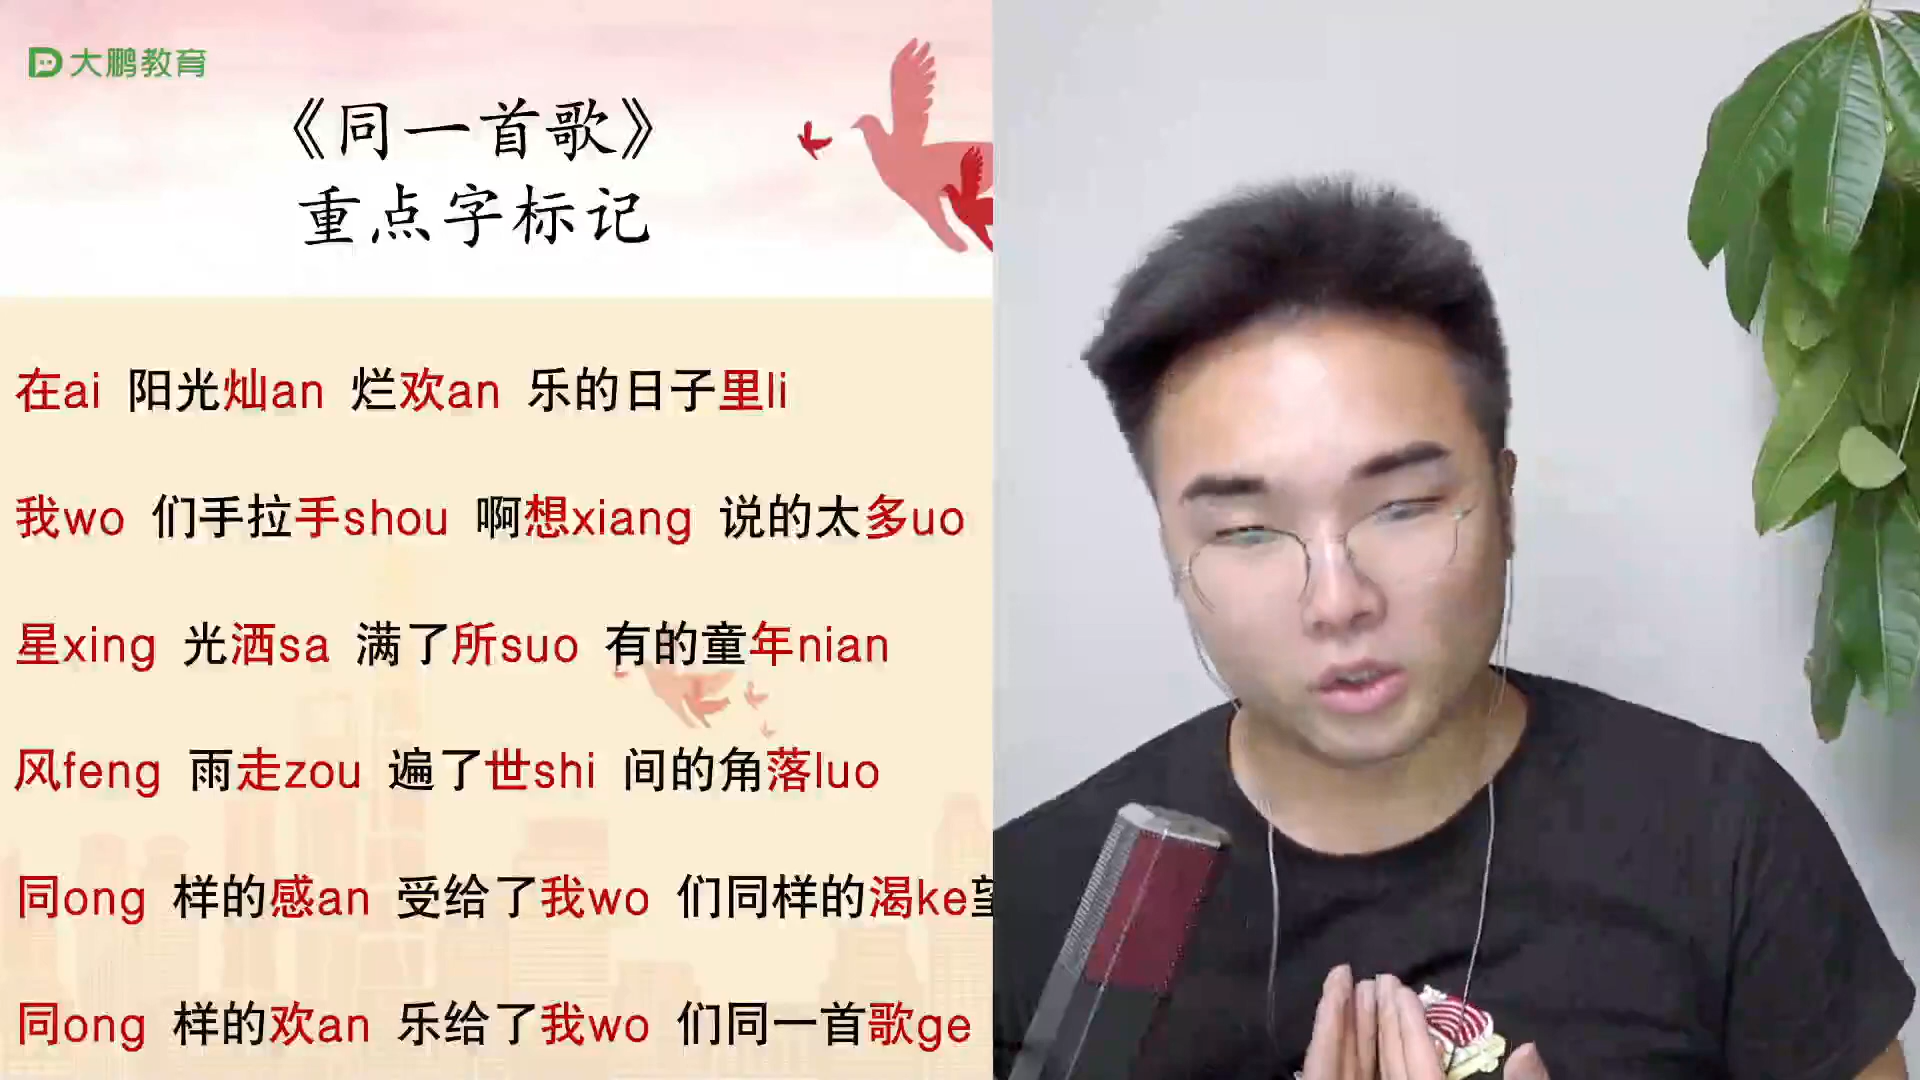 大鹏教育
《同一首歌》
重点字标记
在ai 阳光灿an 烂欢an 乐的日子里li
我wo 们手拉手shou 啊想xiang 说的太多uo
星xing 光洒sa 满了所suo 有的童年nian
风feng 雨走zou 遍了世shi 间的角落luo
同ong 样的感an 受给了我wo 们同样的渴ke望
同ong 样的欢an 乐给了我wo 们同一首歌ge